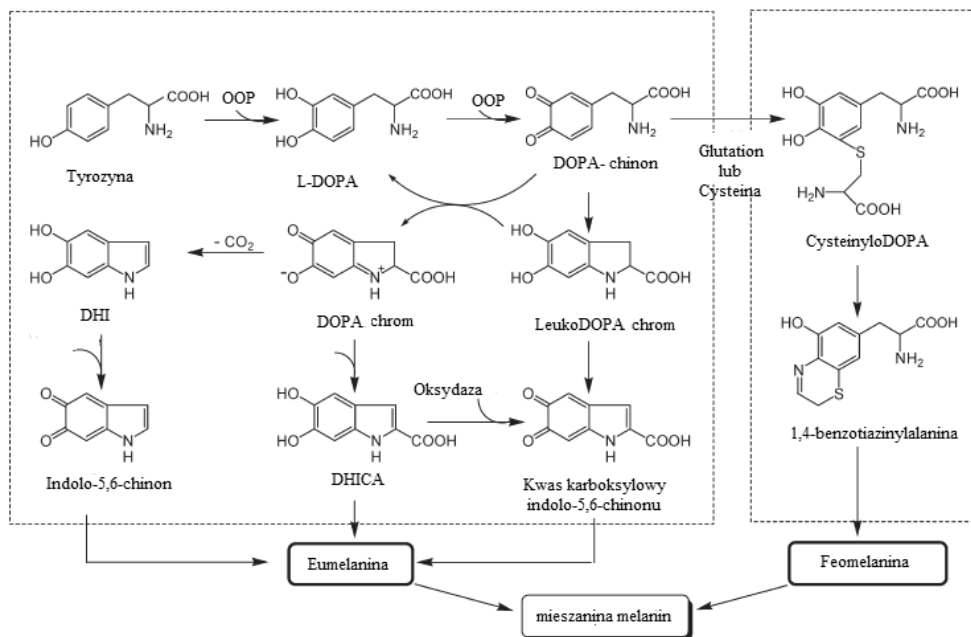 COOH
NH₂
HO
Tyrozyna
OOP
HO
HO
COOH
NH₂
L-DOPA
OOP
O
O
COOH
NH₂
DOPA- chinon
Glutation
lub
Cysteina
HO
HO
COOH
NH₂
S
H₂N
COOH
CysteinyloDOPA
HO
HO
N
H
DHI
- CO₂
O
⁻O
N⁺
H
COOH
DOPA chrom
HO
HO
N
H
COOH
LeukoDOPA chrom
HO
COOH
NH₂
N
S
1,4-benzotiazinylalanina
O
O
N
H
Indolo-5,6-chinon
HO
HO
N
H
COOH
DHICA
Oksydaza
O
O
N
H
COOH
Kwas karboksylowy
indolo-5,6-chinonu
Eumelanina
Feomelanina
mieszanina melanin